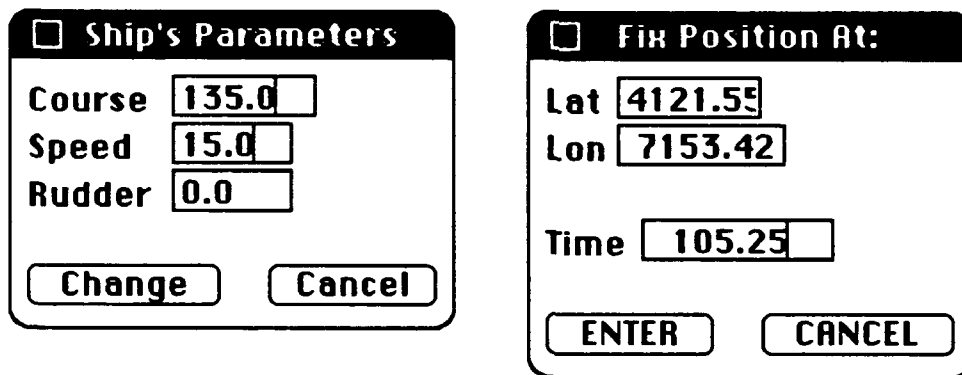 Ship's Parameters
Course 135.0
Speed 15.0
Rudder 0.0
Change Cancel
Fix Position At:
Lat 4121.55
Lon 7153.42
Time 105.25
ENTER CANCEL